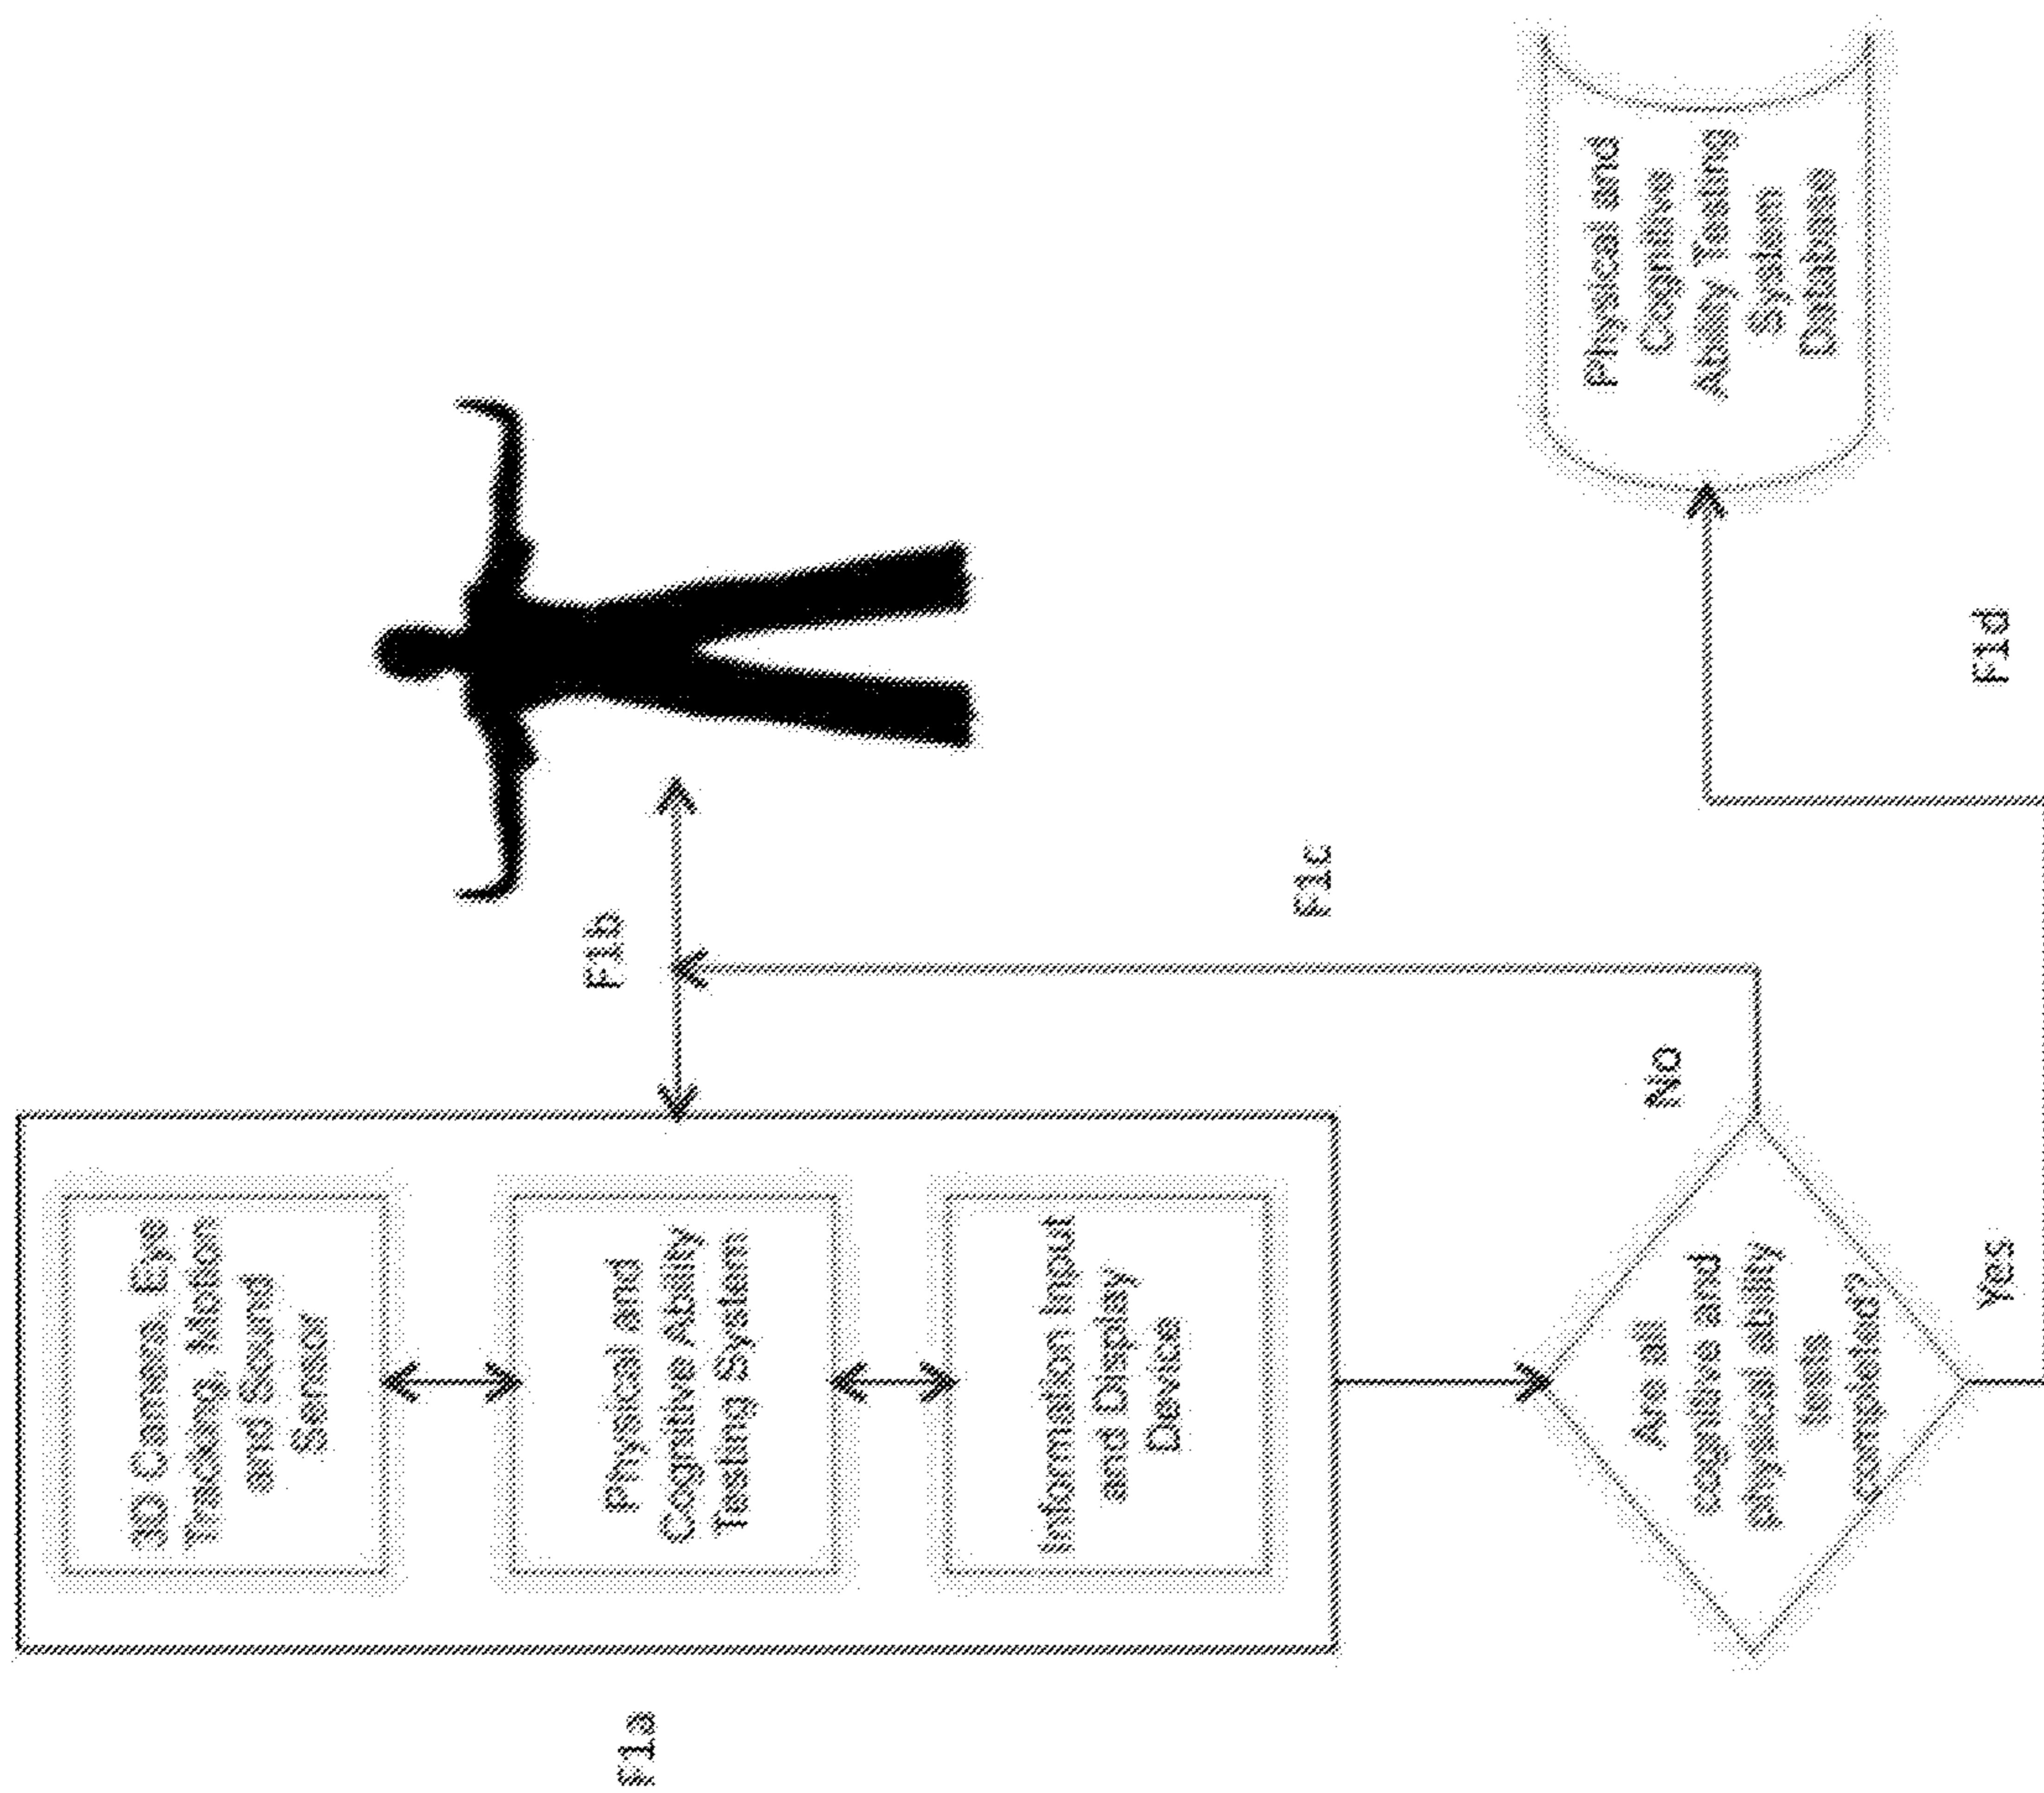 F1a
3D Camera, Eye
Tracking, Motion
and Sound
Sensor
Physical and
Cognitive Ability
Testing System
Information Input
and Display
Device
F1b
F1c
No
Are all
cognitive and
physical ability
tests
completed?
Yes
F1d
Physical and
Cognitive
Ability Testing
System
Database